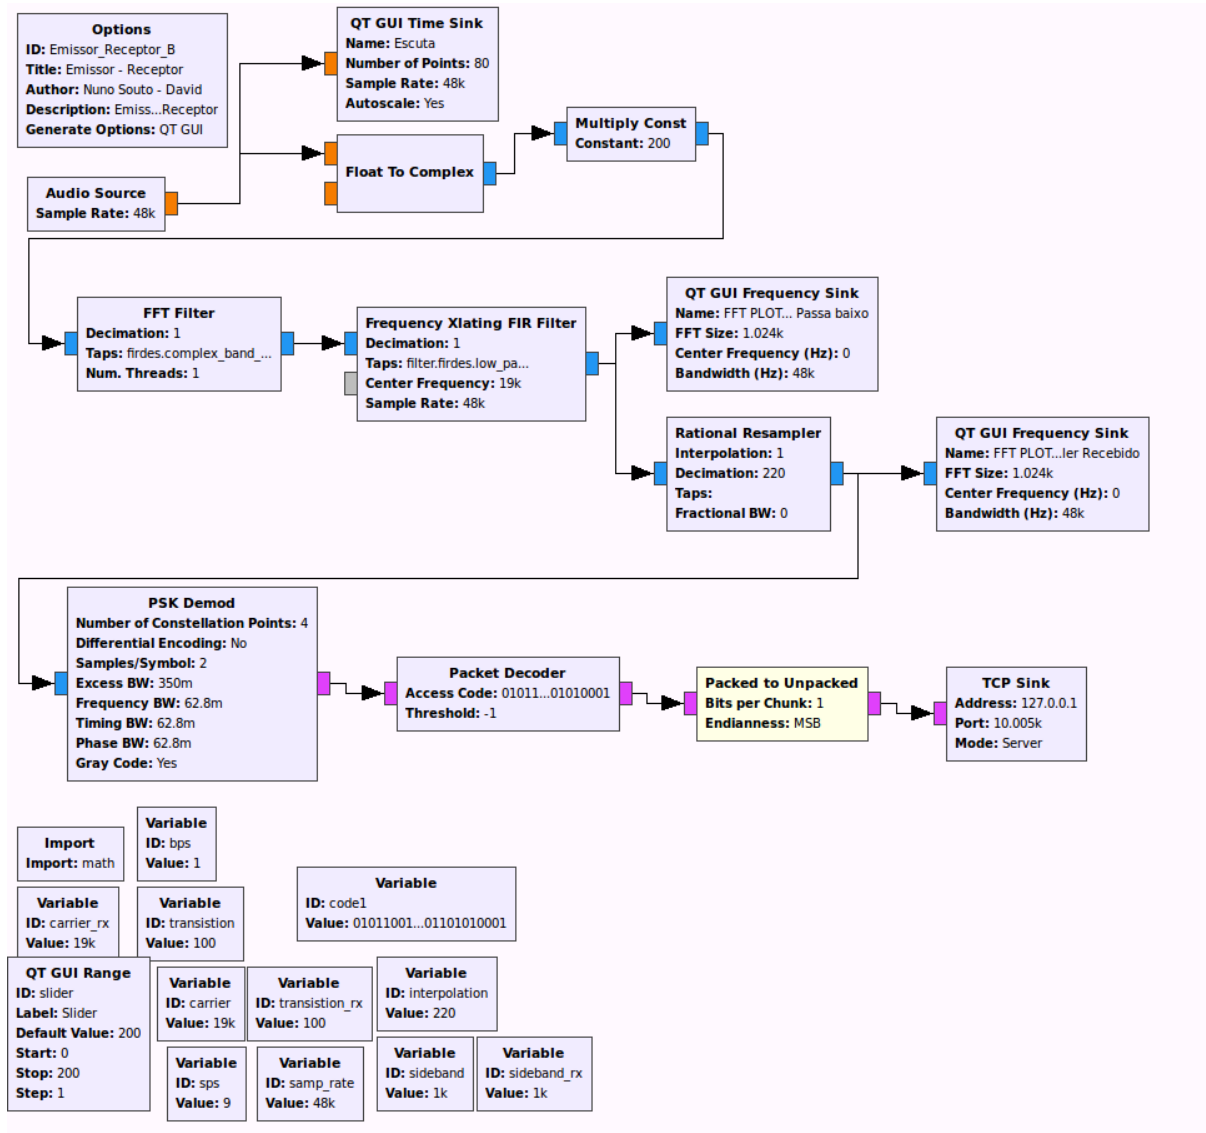 Options
ID: Emissor_Receptor_B
Title: Emissor - Receptor
Author: Nuno Souto - David
Description: Emiss...Receptor
Generate Options: QT GUI
QT GUI Time Sink
Name: Escuta
Number of Points: 80
Sample Rate: 48k
Autoscale: Yes
Float To Complex
Multiply Const
Constant: 200
Audio Source
Sample Rate: 48k
FFT Filter
Decimation: 1
Taps: firdes.complex_band_...
Num. Threads: 1
Frequency Xlating FIR Filter
Decimation: 1
Taps: filter.firdes.low_pa...
Center Frequency: 19k
Sample Rate: 48k
QT GUI Frequency Sink
Name: FFT PLOT... Passa baixo
FFT Size: 1.024k
Center Frequency (Hz): 0
Bandwidth (Hz): 48k
Rational Resampler
Interpolation: 1
Decimation: 220
Taps:
Fractional BW: 0
QT GUI Frequency Sink
Name: FFT PLOT...ler Recebido
FFT Size: 1.024k
Center Frequency (Hz): 0
Bandwidth (Hz): 48k
PSK Demod
Number of Constellation Points: 4
Differential Encoding: No
Samples/Symbol: 2
Excess BW: 350m
Frequency BW: 62.8m
Timing BW: 62.8m
Phase BW: 62.8m
Gray Code: Yes
Packet Decoder
Access Code: 01011...01010001
Threshold: -1
Packed to Unpacked
Bits per Chunk: 1
Endianness: MSB
TCP Sink
Address: 127.0.0.1
Port: 10.005k
Mode: Server
Import
Import: math
Variable
ID: bps
Value: 1
Variable
ID: carrier_rx
Value: 19k
Variable
ID: transistion
Value: 100
Variable
ID: code1
Value: 01011001...01101010001
QT GUI Range
ID: slider
Label: Slider
Default Value: 200
Start: 0
Stop: 200
Step: 1
Variable
ID: carrier
Value: 19k
Variable
ID: transistion_rx
Value: 100
Variable
ID: interpolation
Value: 220
Variable
ID: sps
Value: 9
Variable
ID: samp_rate
Value: 48k
Variable
ID: sideband
Value: 1k
Variable
ID: sideband_rx
Value: 1k